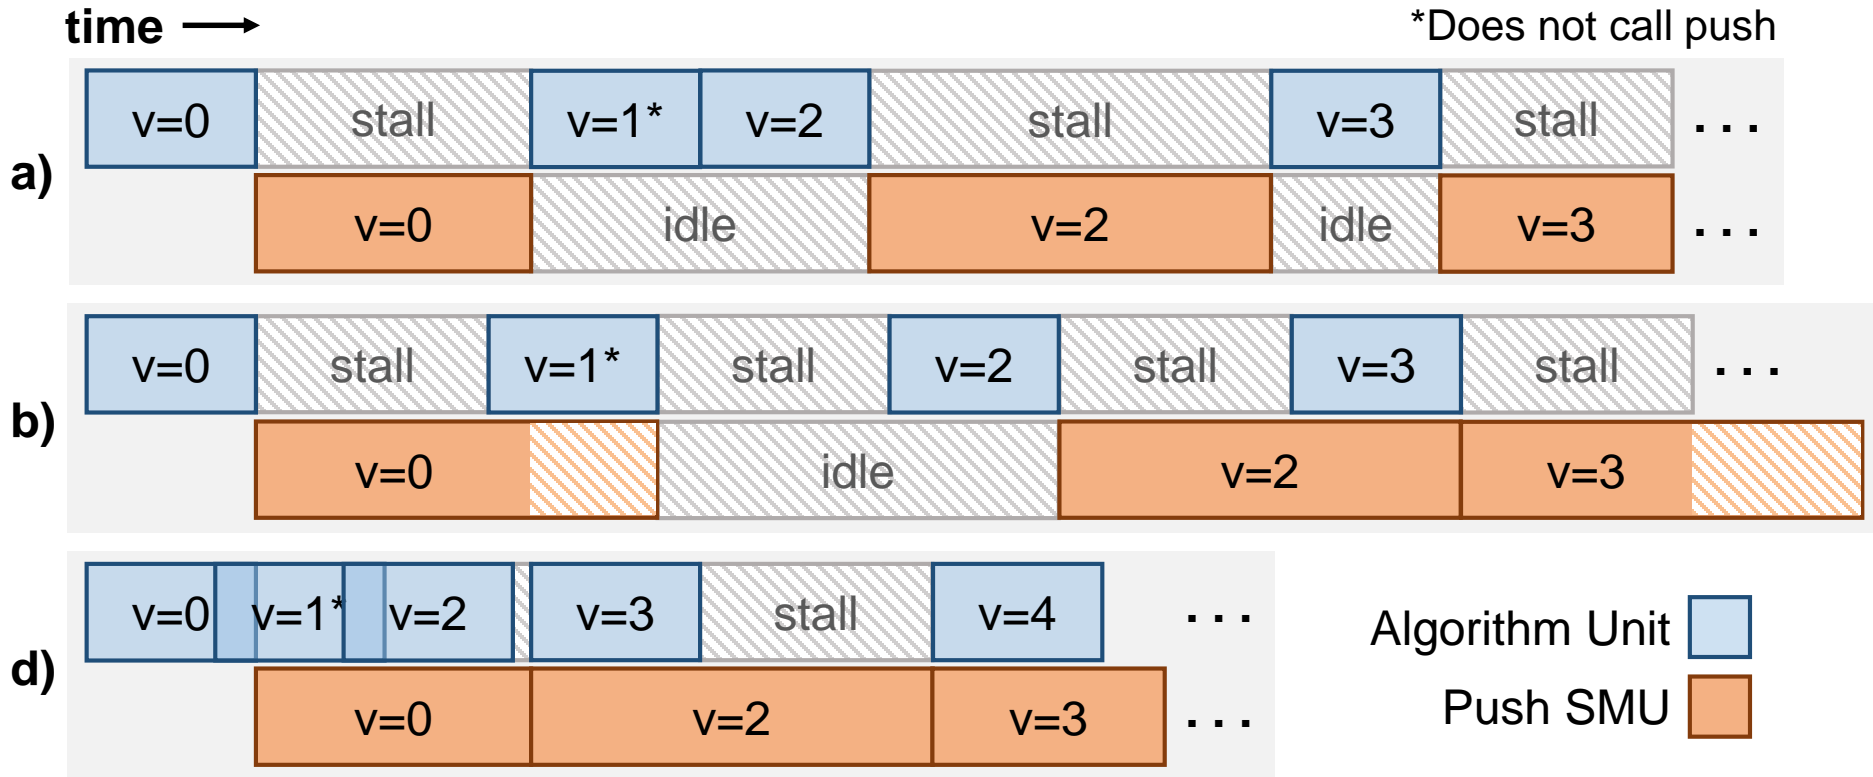 time
*Does not call push
a)
v=0 stall v=1* v=2 stall v=3 stall ...
v=0 idle v=2 idle v=3 ...
b)
v=0 stall v=1* stall v=2 stall v=3 stall ...
v=0 idle v=2 v=3
d)
v=0 v=1* v=2 v=3 stall v=4 ...
v=0 v=2 v=3 ...
Algorithm Unit
Push SMU